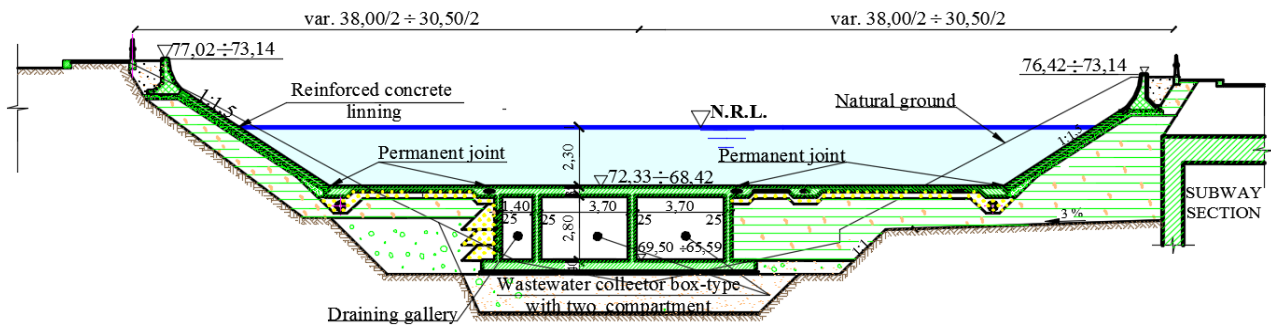 var. 38,00/2 ÷ 30,50/2
var. 38,00/2 ÷ 30,50/2
77,02÷73,14
76,42÷73,14
1:1,5
Reinforced concrete
linning
N.R.L.
Natural ground
1:1,5
2,30
Permanent joint
Permanent joint
72,33÷68,42
1,40
3,70
3,70
25
25
25
25
2,80
69,50 ÷65,59
SUBWAY
SECTION
3 %
1:1
40
Wastewater collector box-type
with two compartment
Draining gallery